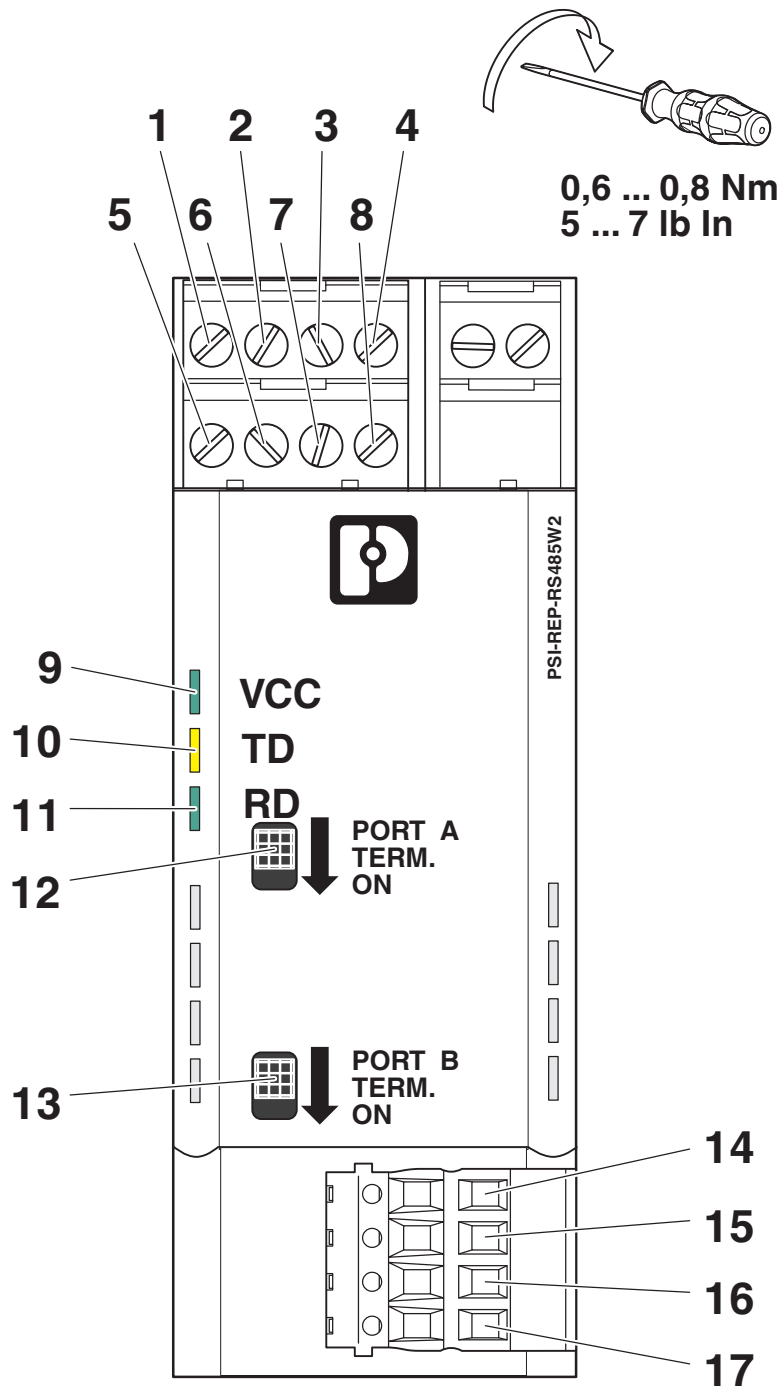 0,6 ... 0,8 Nm
5 ... 7 lb In
1 2 3 4
5 6 7 8
PSI-REP-RS485W2
9
VCC
10
TD
11
RD
12
PORT A
TERM.
ON
13
PORT B
TERM.
ON
14
15
16
17